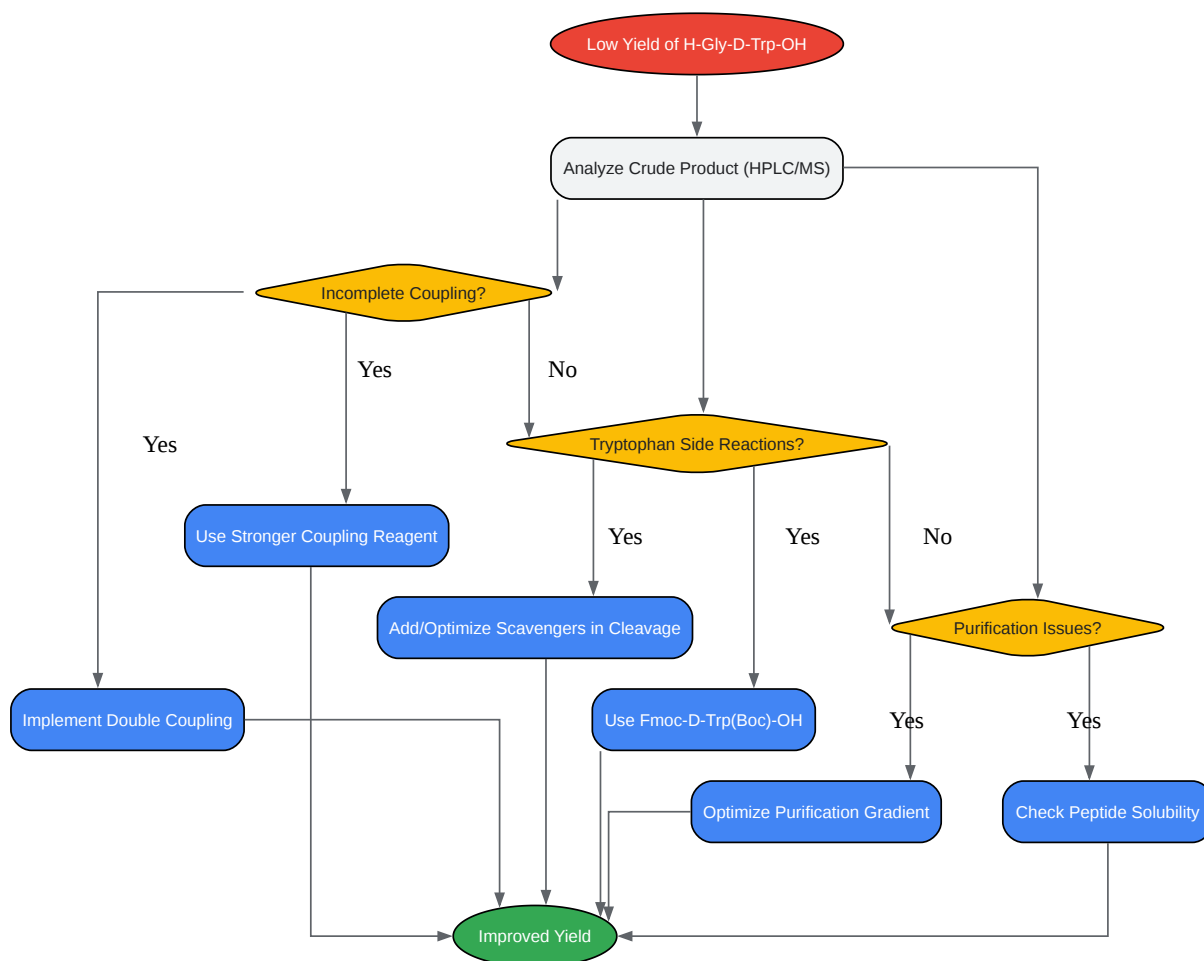 Low Yield of H-Gly-D-Trp-OH
Analyze Crude Product (HPLC/MS)
Incomplete Coupling?
Yes
No
Yes
Tryptophan Side Reactions?
Use Stronger Coupling Reagent
Yes
Yes
No
Add/Optimize Scavengers in Cleavage
Purification Issues?
Implement Double Coupling
Use Fmoc-D-Trp(Boc)-OH
Yes
Yes
Optimize Purification Gradient
Check Peptide Solubility
Improved Yield